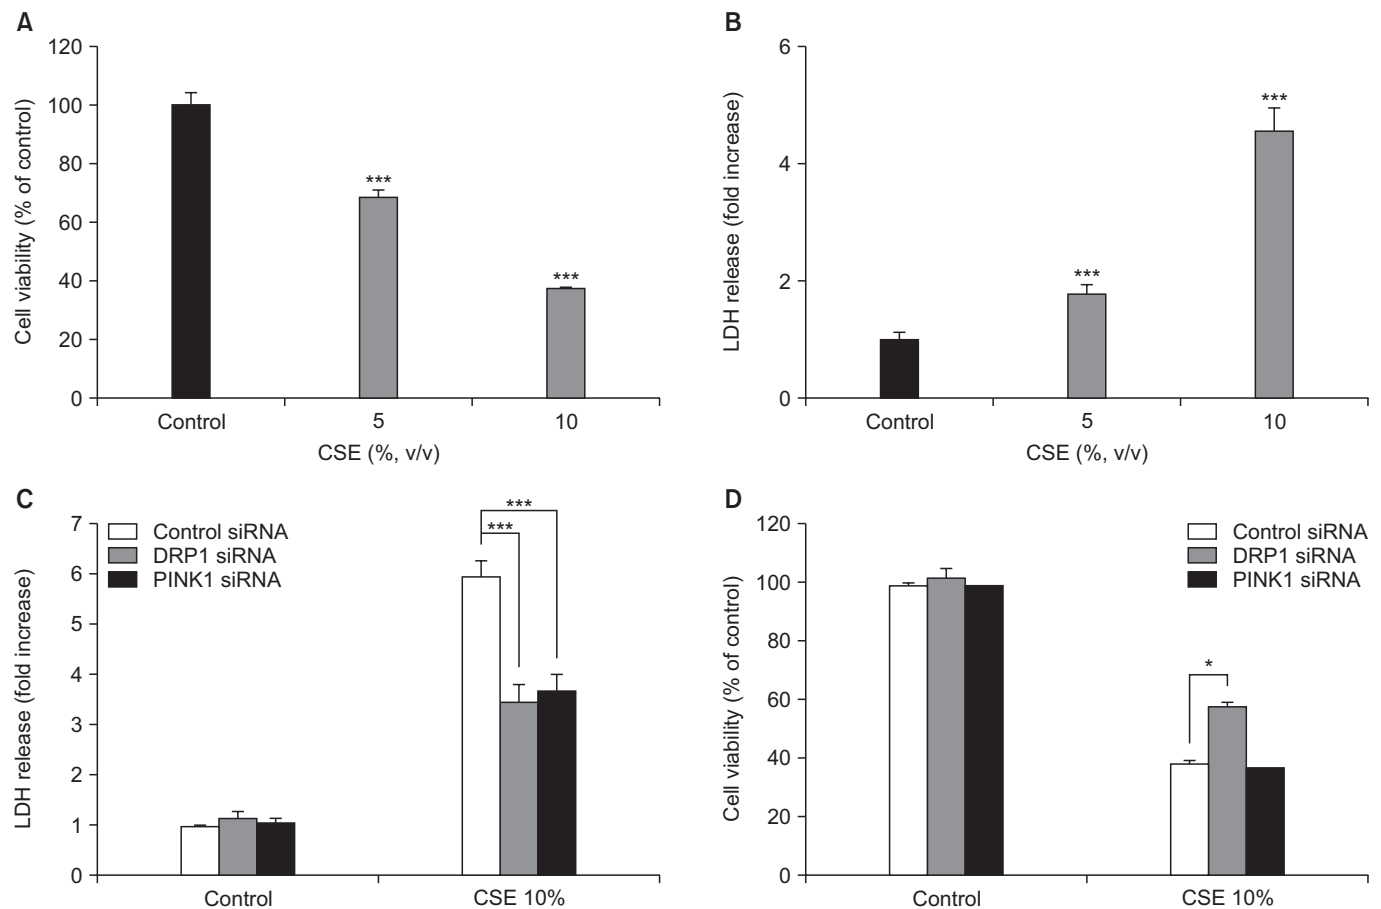 A
Cell viability (% of control)
120
100
80
60
40
20
0
***
***
Control
5
10
CSE (%, v/v)
B
LDH release (fold increase)
6
4
2
0
***
***
Control
5
10
CSE (%, v/v)
C
LDH release (fold increase)
7
6
5
4
3
2
1
0
Control siRNA
DRP1 siRNA
PINK1 siRNA
***
***
Control
CSE 10%
D
Cell viability (% of control)
120
100
80
60
40
20
0
Control siRNA
DRP1 siRNA
PINK1 siRNA
*
Control
CSE 10%